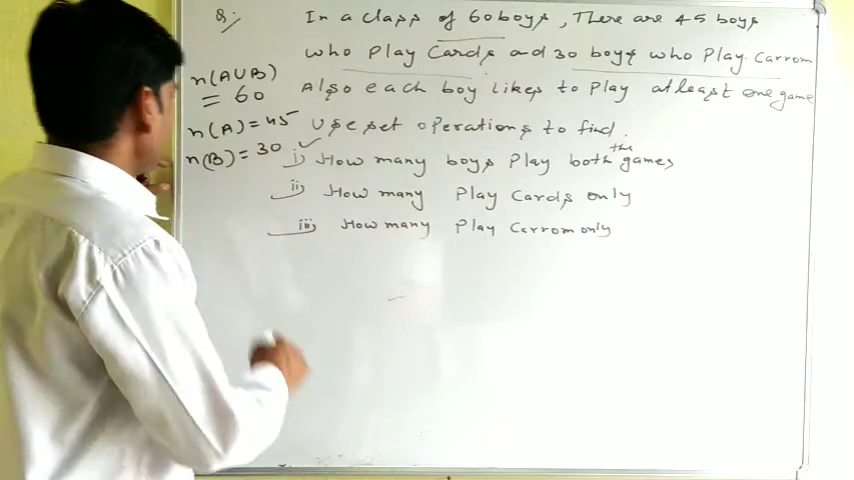 Q. In a class of 60 boys, There are 45 boys
who Play Cards and 30 boys who Play Carrom
Also each boy likes to Play atleast one game
Use set operations to find.
i) How many boys Play both the games
ii) How many Play Cards only
iii) How many Play Carrom only
n(AUB)
= 60
n(A) = 45
n(B) = 30